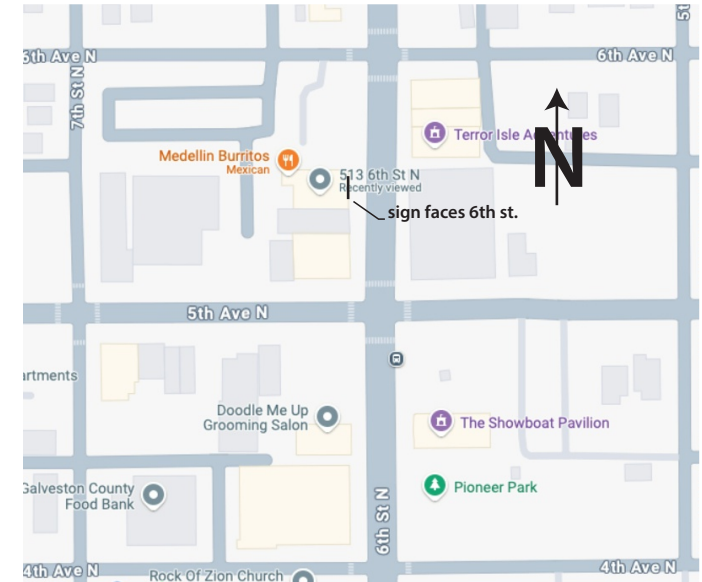 5t
6th Ave N
6th Ave N
7th St N
Terror Isle Adventures
N
Medellin Burritos
Mexican
513 6th St N
Recently viewed
sign faces 6th st.
5th Ave N
artments
Doodle Me Up
Grooming Salon
The Showboat Pavilion
Galveston County
Food Bank
Pioneer Park
6th St N
4th Ave N
4th Ave N
Rock Of Zion Church